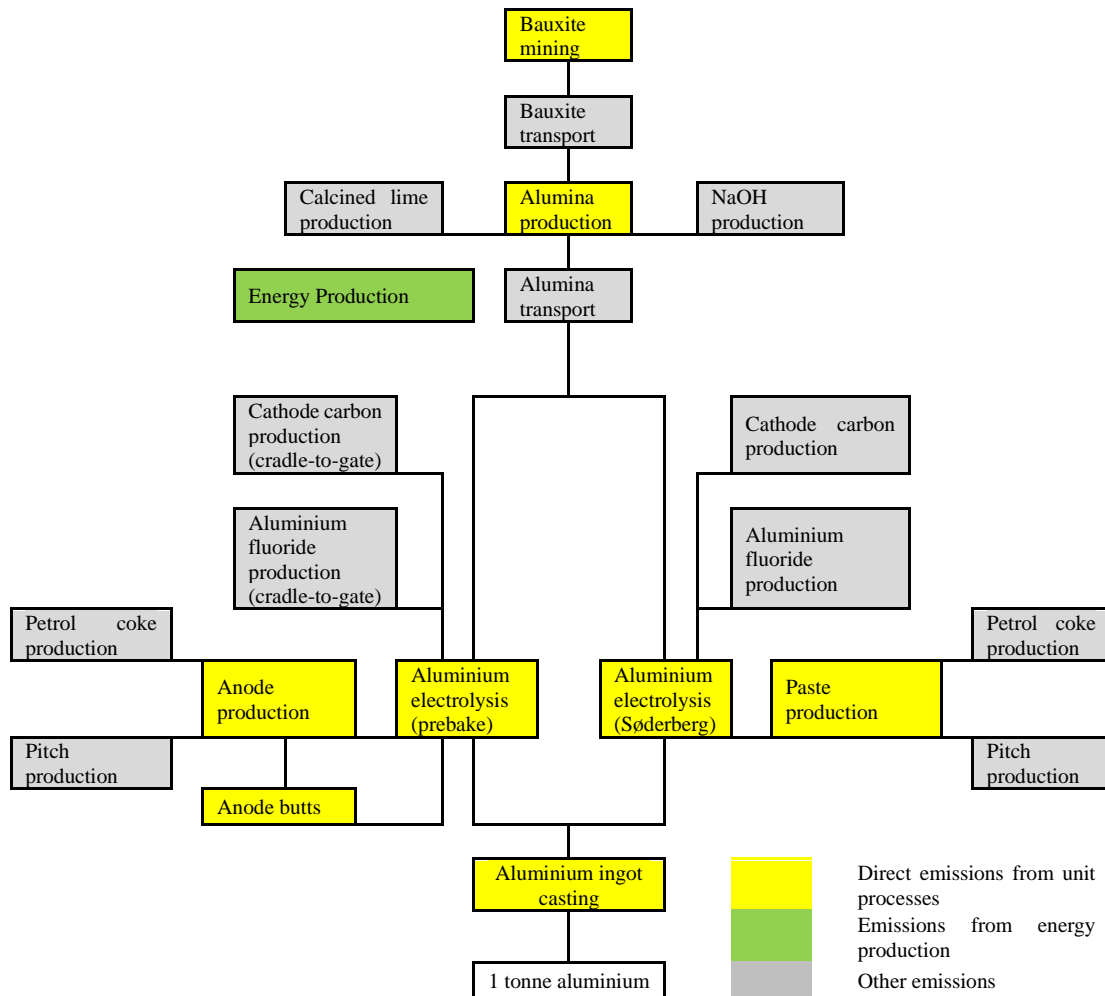 Bauxite
mining
Bauxite
transport
Calcined lime
production
Alumina
production
NaOH
production
Energy Production
Alumina
transport
Cathode carbon
production
(cradle-to-gate)
Cathode carbon
production
Aluminium
fluoride
production
(cradle-to-gate)
Aluminium
fluoride
production
Petrol coke
production
Petrol coke
production
Anode
production
Aluminium
electrolysis
(prebake)
Aluminium
electrolysis
(Søderberg)
Paste
production
Pitch
production
Pitch
production
Anode butts
Aluminium ingot
casting
Direct emissions from unit
processes
Emissions from energy
production
1 tonne aluminium
Other emissions